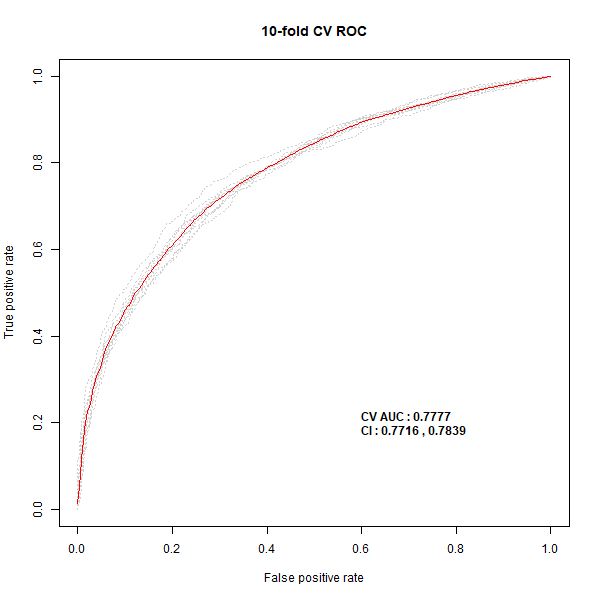 10-fold CV ROC
True positive rate
1.0
0.8
0.6
0.4
0.2
0.0
CV AUC : 0.7777
CI : 0.7716 , 0.7839
0.0 0.2 0.4 0.6 0.8 1.0
False positive rate